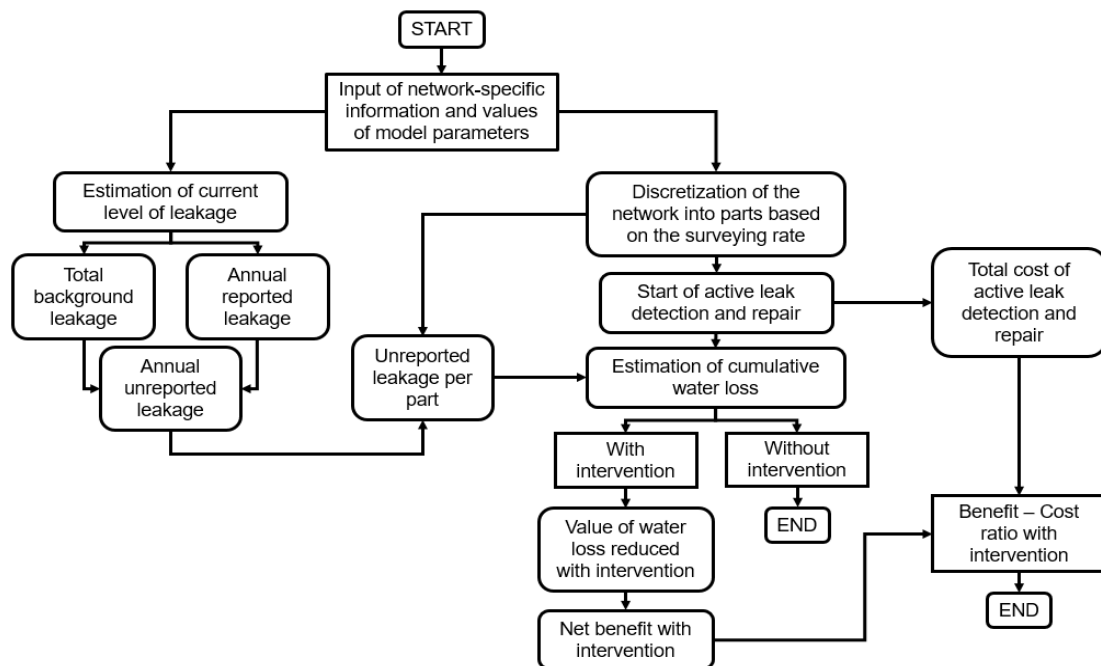 START
Input of network-specific
information and values
of model parameters
Estimation of current
level of leakage
Total
background
leakage
Annual
reported
leakage
Annual
unreported
leakage
Discretization of the
network into parts based
on the surveying rate
Start of active leak
detection and repair
Total cost of
active leak
detection and
repair
Unreported
leakage per
part
Estimation of cumulative
water loss
With
intervention
Without
intervention
END
Value of water
loss reduced
with intervention
Net benefit with
intervention
Benefit – Cost
ratio with
intervention
END